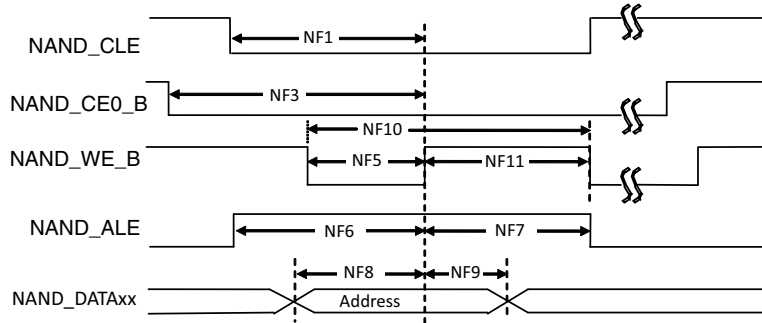 NAND_CLE
NF1
NAND_CE0_B
NF3
NF10
NAND_WE_B
NF5
NF11
NAND_ALE
NF6
NF7
NF8
NF9
NAND_DATAxx
Address